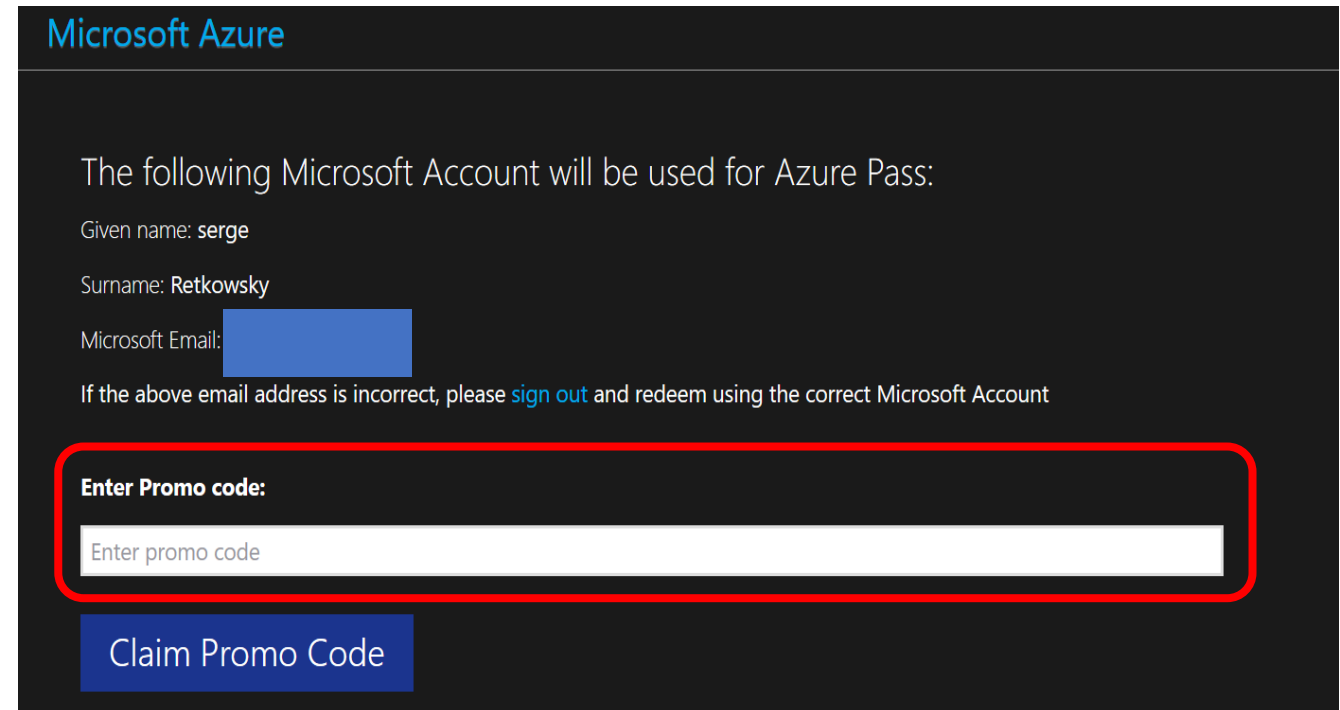 Microsoft Azure
The following Microsoft Account will be used for Azure Pass:
Given name: serge
Surname: Retkowsky
Microsoft Email:
If the above email address is incorrect, please sign out and redeem using the correct Microsoft Account
Enter Promo code:
Enter promo code
Claim Promo Code